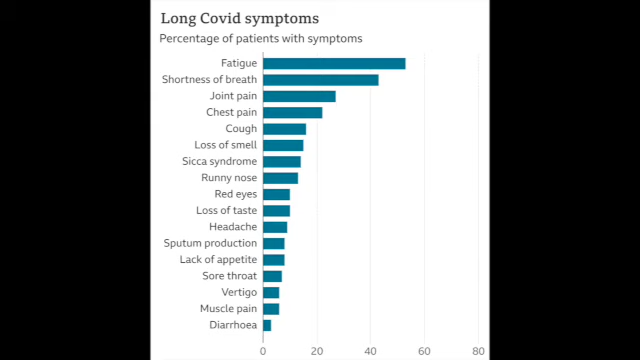 Long Covid symptoms
Percentage of patients with symptoms
Fatigue
Shortness of breath
Joint pain
Chest pain
Cough
Loss of smell
Sicca syndrome
Runny nose
Red eyes
Loss of taste
Headache
Sputum production
Lack of appetite
Sore throat
Vertigo
Muscle pain
Diarrhoea
0 20 40 60 80